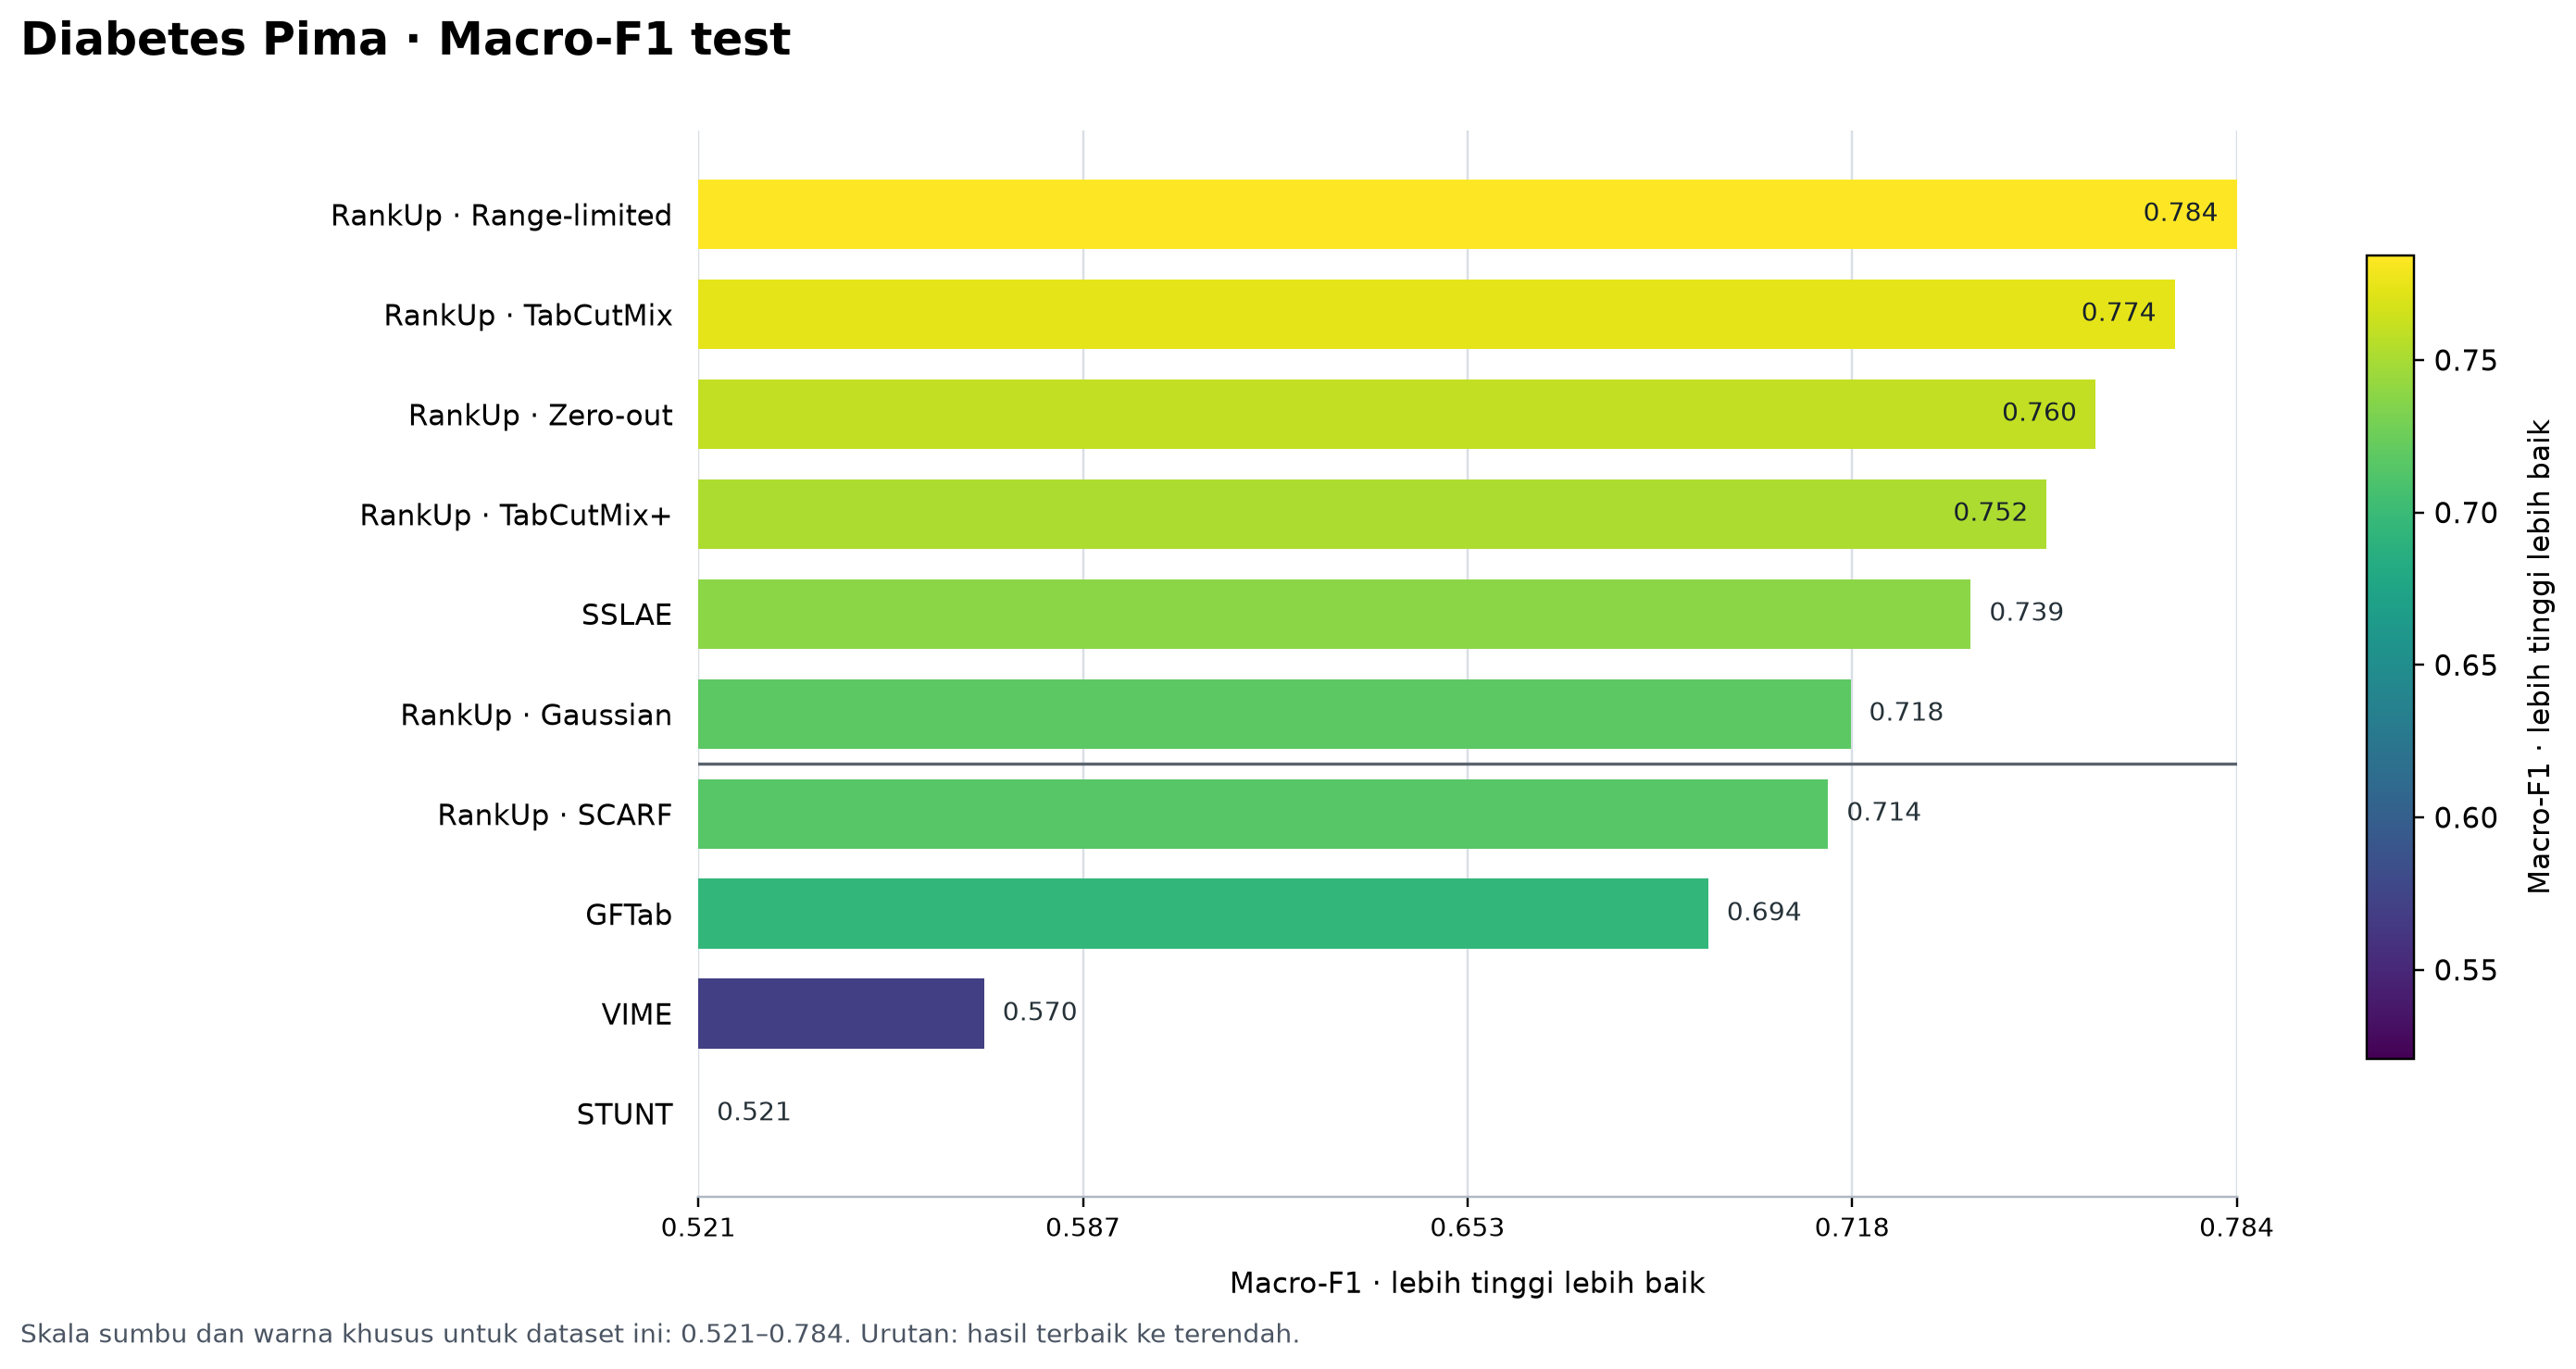 Diabetes Pima · Macro-F1 test
RankUp · Range-limited
0.784
RankUp · TabCutMix
0.774
RankUp · Zero-out
0.760
RankUp · TabCutMix+
0.752
SSLAE
0.739
RankUp · Gaussian
0.718
RankUp · SCARF
0.714
GFTab
0.694
VIME
0.570
STUNT
0.521
0.521
0.587
0.653
0.718
0.784
Macro-F1 · lebih tinggi lebih baik
0.75
0.70
0.65
0.60
0.55
Macro-F1 · lebih tinggi lebih baik
Skala sumbu dan warna khusus untuk dataset ini: 0.521–0.784. Urutan: hasil terbaik ke terendah.